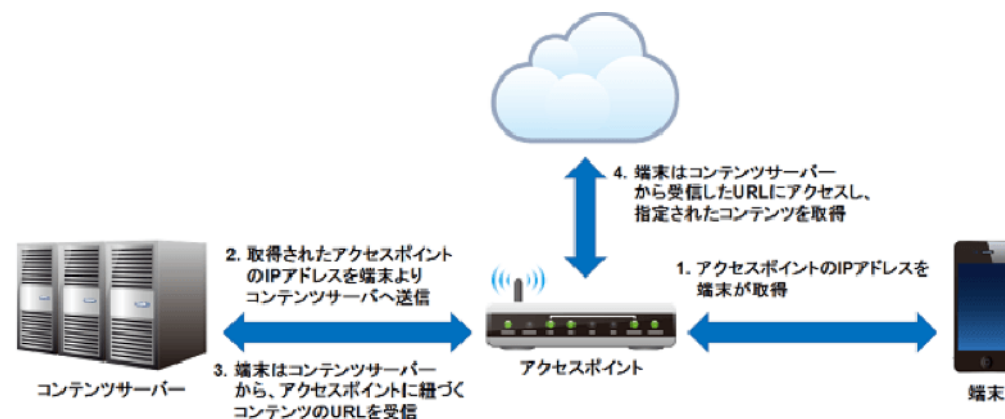 4. 端末はコンテンツサーバー
から受信したURLにアクセスし、
指定されたコンテンツを取得
2. 取得されたアクセスポイント
のIPアドレスを端末より
コンテンツサーバへ送信
1. アクセスポイントのIPアドレスを
端末が取得
コンテンツサーバー
3. 端末はコンテンツサーバー
から、アクセスポイントに紐づく
コンテンツのURLを受信
アクセスポイント
端末